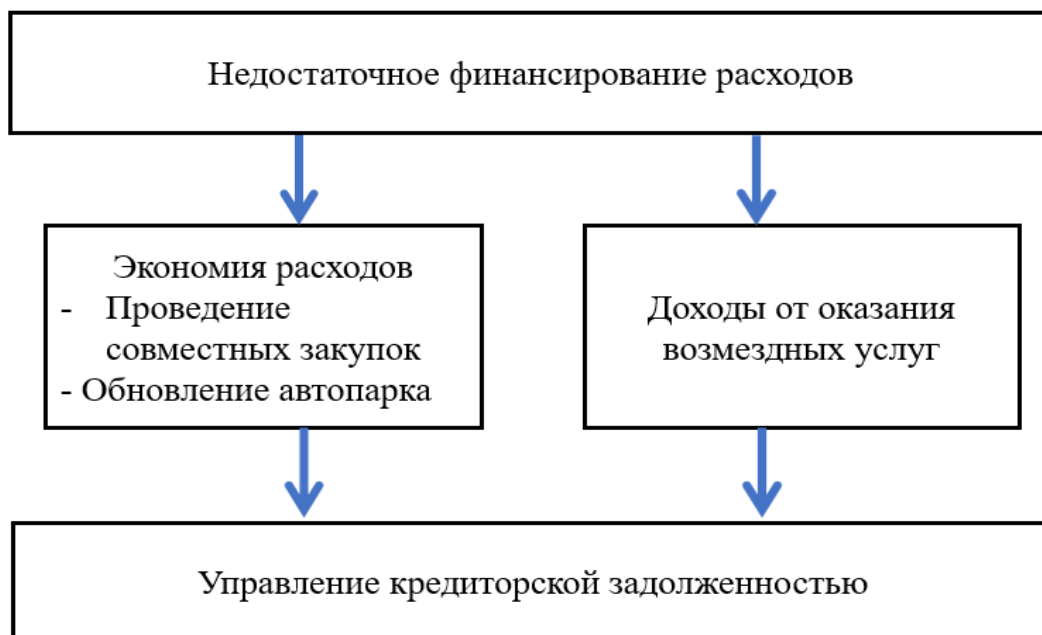 Недостаточное финансирование расходов
Экономия расходов
- Проведение
совместных закупок
- Обновление автопарка
Доходы от оказания
возмездных услуг
Управление кредиторской задолженностью